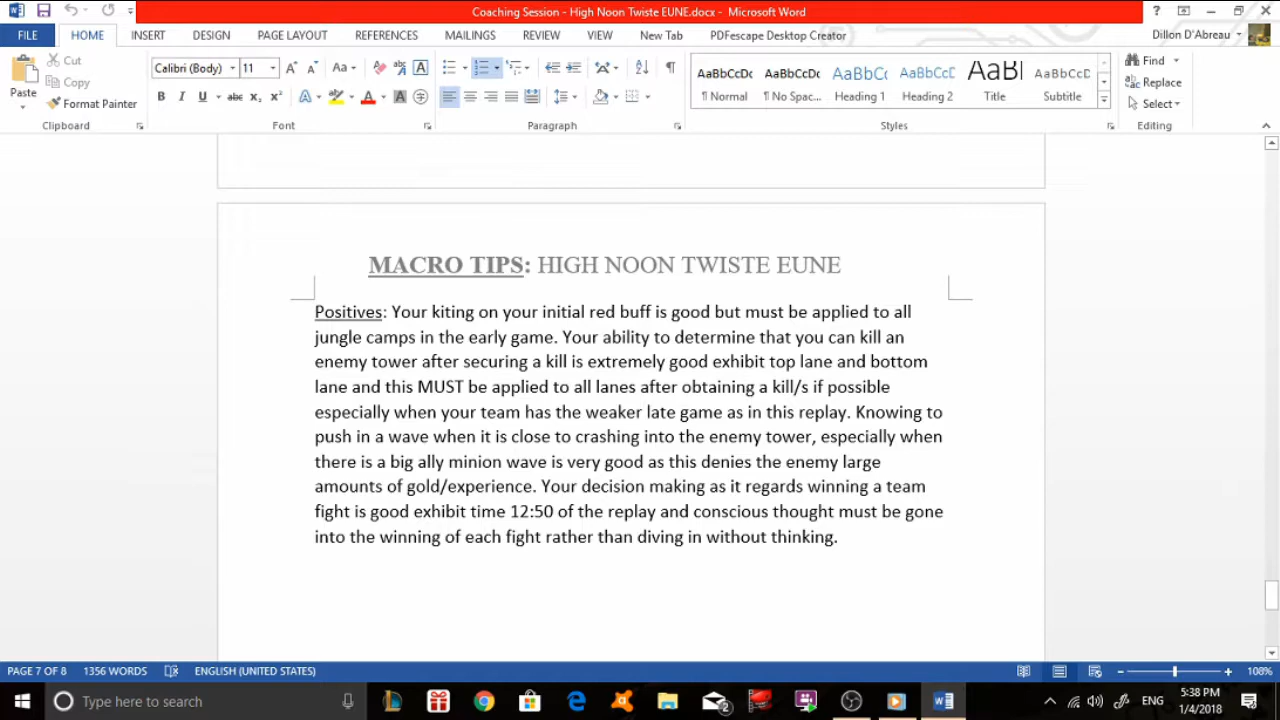 Coaching Session - High Noon Twiste EUNE.docx - Microsoft Word
FILE HOME INSERT DESIGN PAGE LAYOUT REFERENCES MAILINGS REVIEW VIEW New Tab PDFescape Desktop Creator Dillon D'Abreau
Paste
Cut
Copy
Format Painter
Calibri (Body) 11
AaBbCcDc AaBbCcDc AaBbCc AaBbCcD AaBl AaBbCcD
¶ Normal ¶ No Spac... Heading 1 Heading 2 Title Subtitle
Find
Replace
Select
Clipboard Font Paragraph Styles Editing
MACRO TIPS: HIGH NOON TWISTE EUNE
Positives: Your kiting on your initial red buff is good but must be applied to all
jungle camps in the early game. Your ability to determine that you can kill an
enemy tower after securing a kill is extremely good exhibit top lane and bottom
lane and this MUST be applied to all lanes after obtaining a kill/s if possible
especially when your team has the weaker late game as in this replay. Knowing to
push in a wave when it is close to crashing into the enemy tower, especially when
there is a big ally minion wave is very good as this denies the enemy large
amounts of gold/experience. Your decision making as it regards winning a team
fight is good exhibit time 12:50 of the replay and conscious thought must be gone
into the winning of each fight rather than diving in without thinking.
PAGE 7 OF 8 1356 WORDS ENGLISH (UNITED STATES) 108%
Type here to search
ENG
5:38 PM
1/4/2018